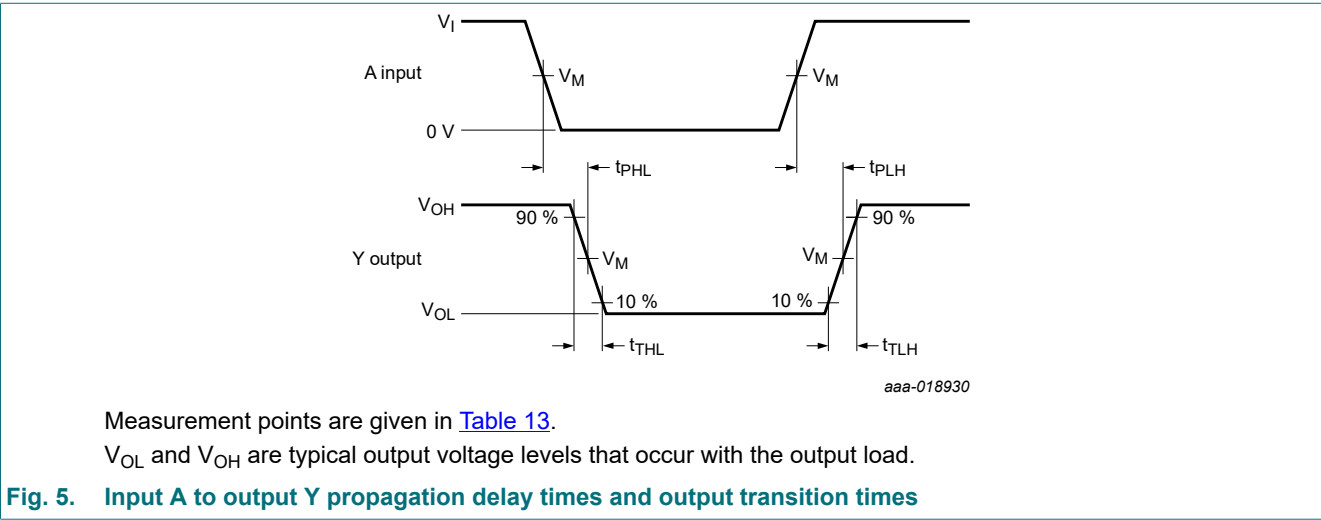 V_I
A input
V_M
V_M
0 V
t_PHL
t_PLH
V_OH
90 %
90 %
Y output
V_M
V_M
10 %
10 %
V_OL
t_THL
t_TLH
aaa-018930
Measurement points are given in Table 13.
V_OL and V_OH are typical output voltage levels that occur with the output load.
Fig. 5. Input A to output Y propagation delay times and output transition times